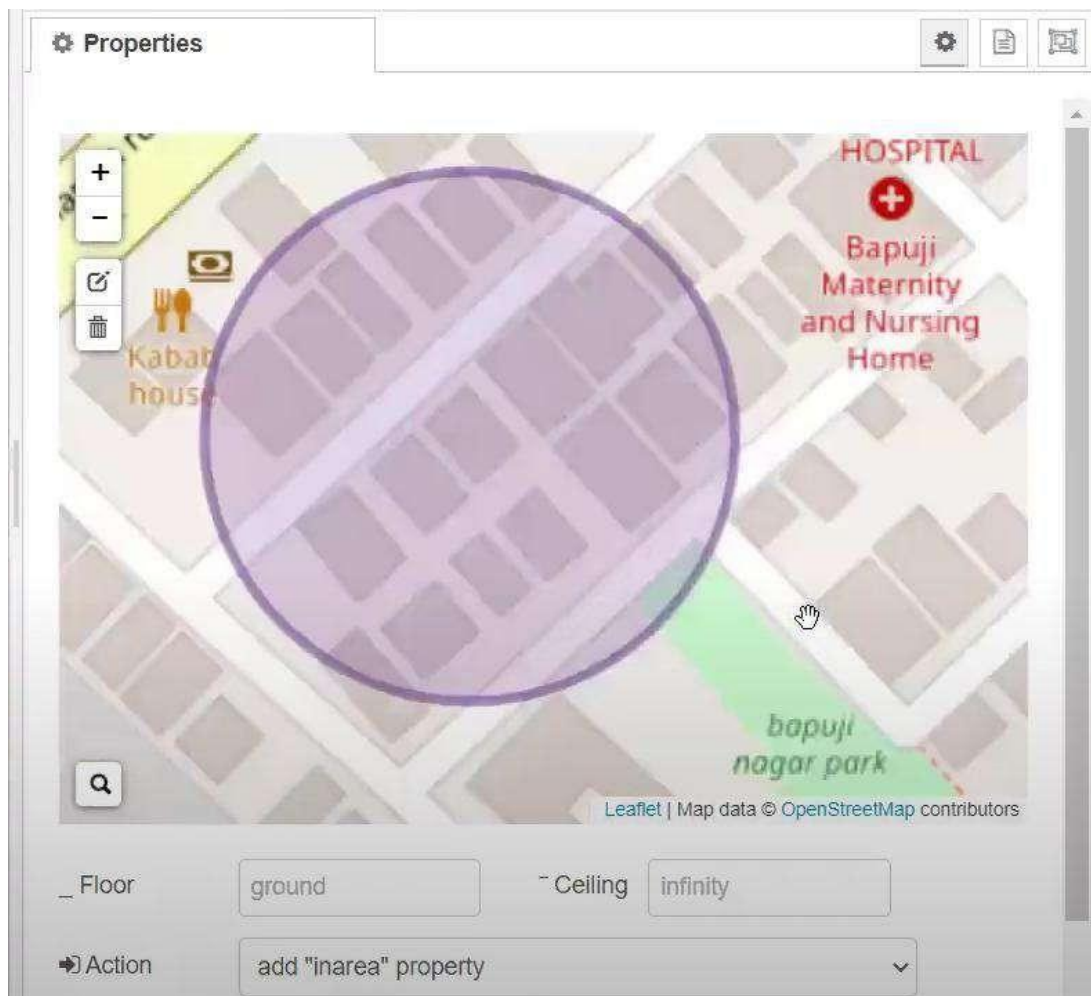 Properties
HOSPITAL
Bapuji
Maternity
and Nursing
Home
Kabab
house
bapuji
nagar park
Leaflet | Map data © OpenStreetMap contributors
Floor ground Ceiling infinity
Action add "inarea" property